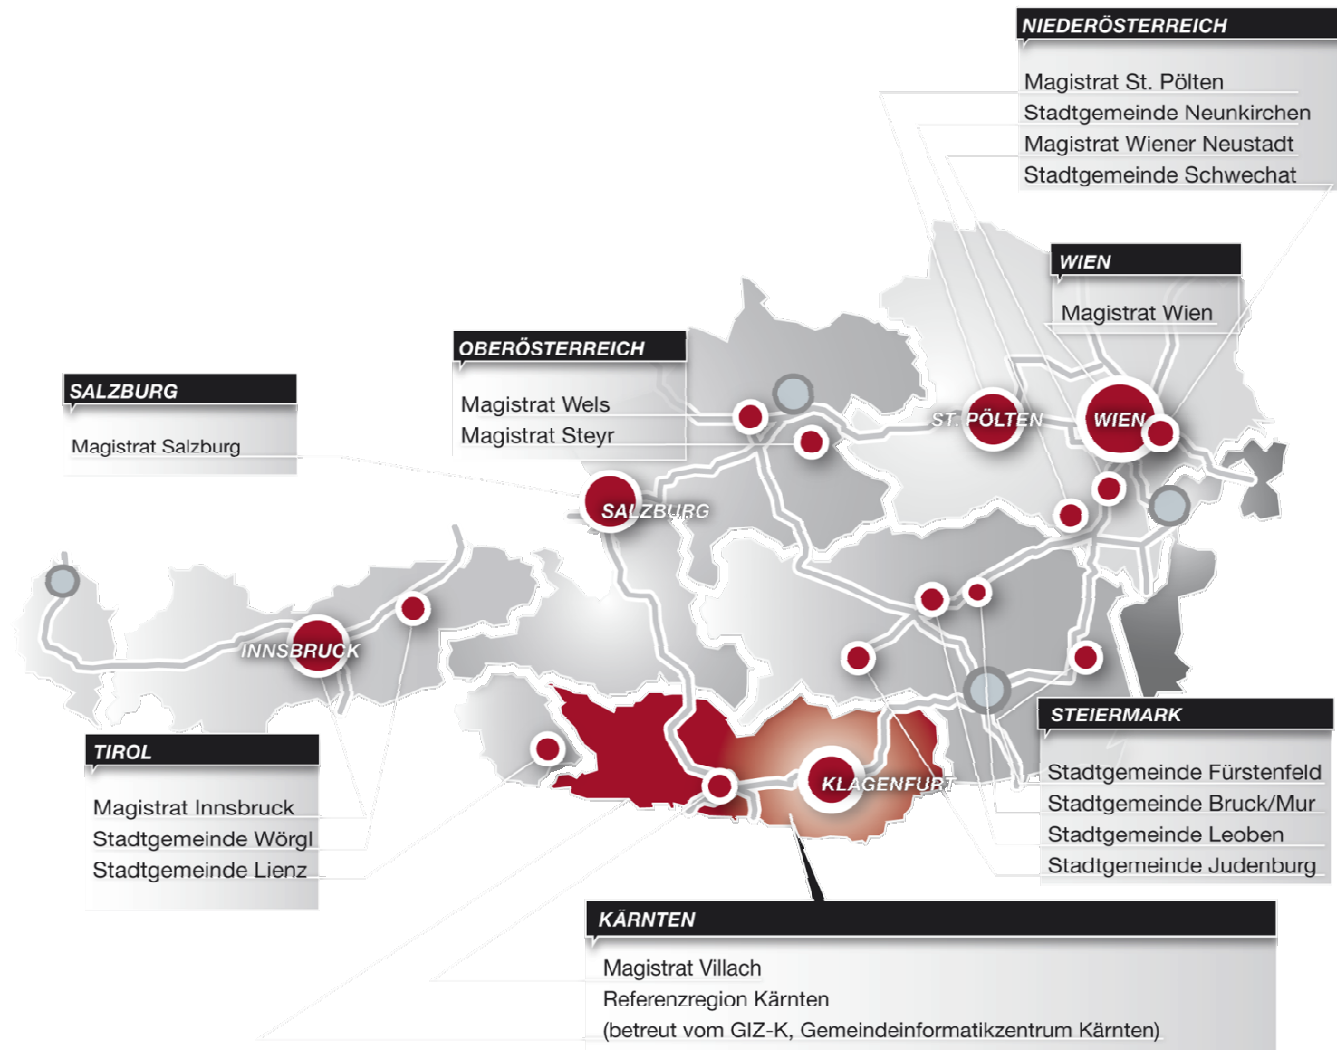 NIEDERÖSTERREICH
Magistrat St. Pölten
Stadtgemeinde Neunkirchen
Magistrat Wiener Neustadt
Stadtgemeinde Schwechat
WIEN
Magistrat Wien
OBERÖSTERREICH
Magistrat Wels
Magistrat Steyr
SALZBURG
Magistrat Salzburg
ST. PÖLTEN
WIEN
SALZBURG
INNSBRUCK
KLAGENFURT
TIROL
Magistrat Innsbruck
Stadtgemeinde Wörgl
Stadtgemeinde Lienz
STEIERMARK
Stadtgemeinde Fürstenfeld
Stadtgemeinde Bruck/Mur
Stadtgemeinde Leoben
Stadtgemeinde Judenburg
KÄRNTEN
Magistrat Villach
Referenzregion Kärnten
(betreut vom GIZ-K, Gemeindeinformatikzentrum Kärnten)